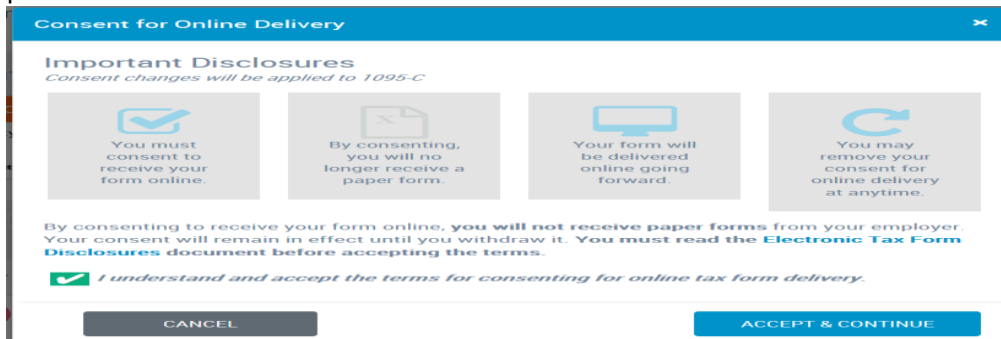 Consent for Online Delivery
Important Disclosures
Consent changes will be applied to 1095-C
You must
consent to
receive your
form online.
By consenting,
you will no
longer receive a
paper form.
Your form will
be delivered
online going
forward.
You may
remove your
consent for
online delivery
at anytime.
By consenting to receive your form online, you will not receive paper forms from your employer.
Your consent will remain in effect until you withdraw it. You must read the Electronic Tax Form
Disclosures document before accepting the terms.
I understand and accept the terms for consenting for online tax form delivery.
CANCEL
ACCEPT & CONTINUE